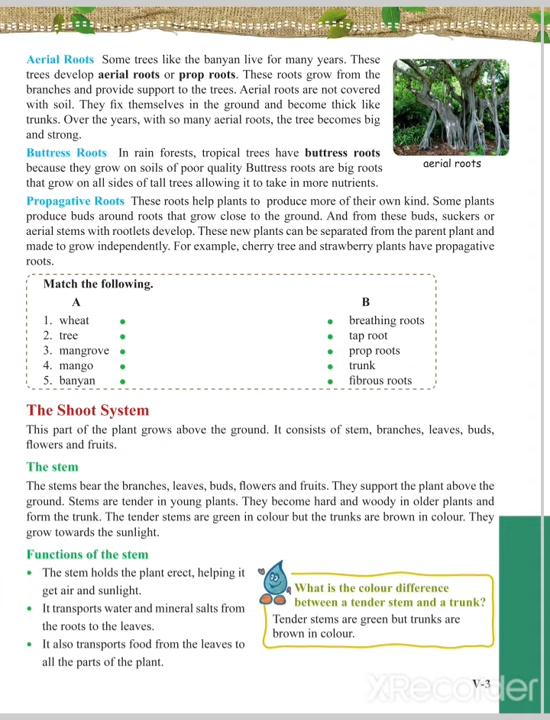 Aerial Roots Some trees like the banyan live for many years. These
trees develop aerial roots or prop roots. These roots grow from the
branches and provide support to the trees. Aerial roots are not covered
with soil. They fix themselves in the ground and become thick like
trunks. Over the years, with so many aerial roots, the tree becomes big
and strong.
aerial roots
Buttress Roots In rain forests, tropical trees have buttress roots
because they grow on soils of poor quality Buttress roots are big roots
that grow on all sides of tall trees allowing it to take in more nutrients.
Propagative Roots These roots help plants to produce more of their own kind. Some plants
produce buds around roots that grow close to the ground. And from these buds, suckers or
aerial stems with rootlets develop. These new plants can be separated from the parent plant and
made to grow independently. For example, cherry tree and strawberry plants have propagative
roots.
Match the following.
A B
1. wheat • • breathing roots
2. tree • • tap root
3. mangrove • • prop roots
4. mango • • trunk
5. banyan • • fibrous roots
The Shoot System
This part of the plant grows above the ground. It consists of stem, branches, leaves, buds,
flowers and fruits.
The stem
The stems bear the branches, leaves, buds, flowers and fruits. They support the plant above the
ground. Stems are tender in young plants. They become hard and woody in older plants and
form the trunk. The tender stems are green in colour but the trunks are brown in colour. They
grow towards the sunlight.
Functions of the stem
• The stem holds the plant erect, helping it
get air and sunlight.
• It transports water and mineral salts from
the roots to the leaves.
• It also transports food from the leaves to
all the parts of the plant.
What is the colour difference
between a tender stem and a trunk?
Tender stems are green but trunks are
brown in colour.
V-3
XRecorder